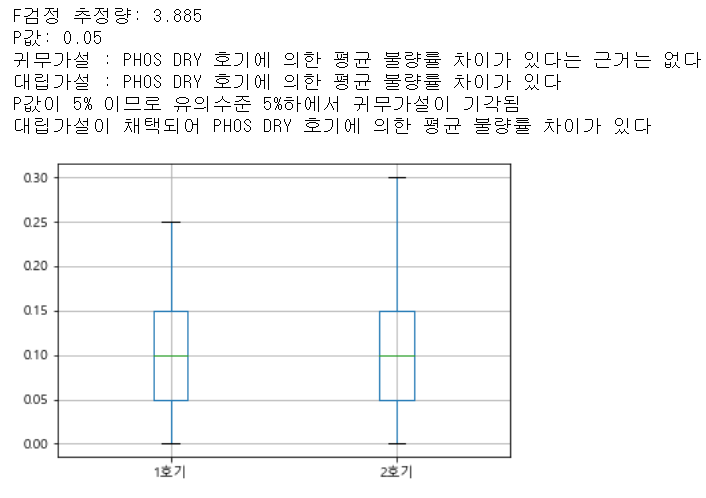 F검정 추정량: 3.885
P값: 0.05
귀무가설 : PHOS DRY 호기에 의한 평균 불량률 차이가 있다는 근거는 없다
대립가설 : PHOS DRY 호기에 의한 평균 불량률 차이가 있다
P값이 5% 이므로 유의수준 5%하에서 귀무가설이 기각됨
대립가설이 채택되어 PHOS DRY 호기에 의한 평균 불량률 차이가 있다
0.30
0.25
0.20
0.15
0.10
0.05
0.00
1호기 2호기